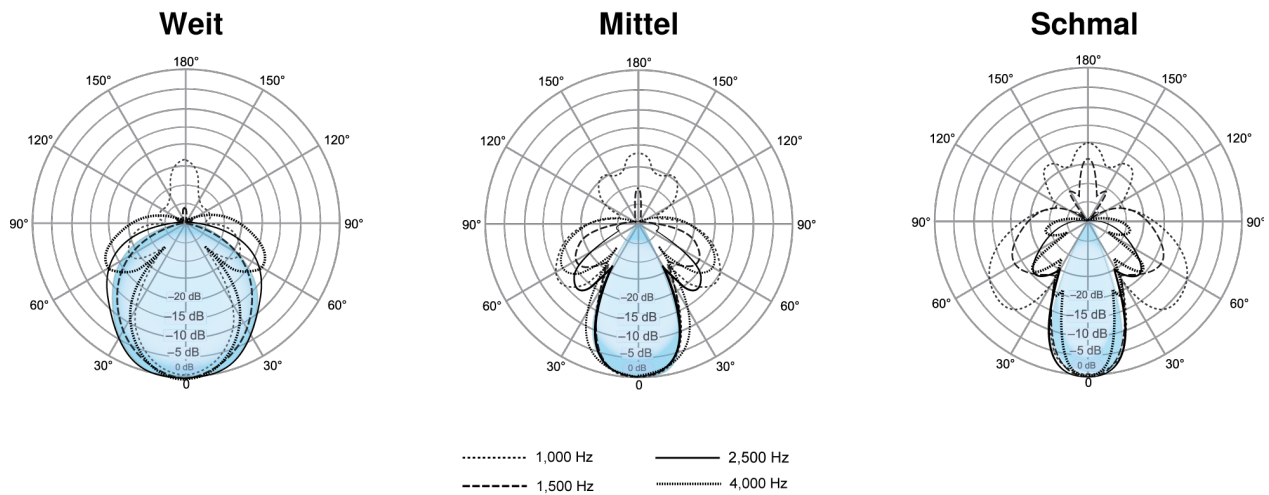 Weit
180°
150°
150°
120°
120°
90°
90°
60°
60°
30°
30°
0
–20 dB
–15 dB
–10 dB
–5 dB
0 dB
Mittel
180°
150°
150°
120°
120°
90°
90°
60°
60°
30°
30°
0
–20 dB
–15 dB
–10 dB
–5 dB
0 dB
Schmal
180°
150°
150°
120°
120°
90°
90°
60°
60°
30°
30°
0
–20 dB
–15 dB
–10 dB
–5 dB
0 dB
1,000 Hz
2,500 Hz
1,500 Hz
4,000 Hz